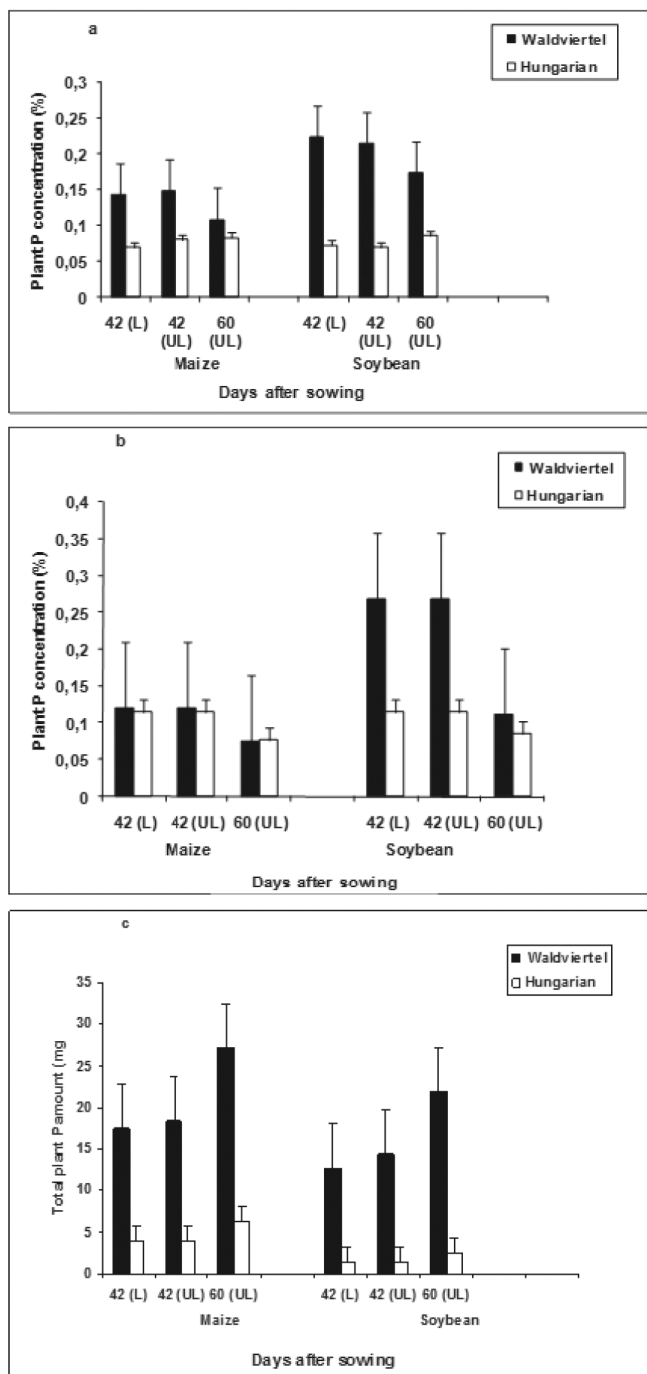 a
Waldviertel
Hungarian
Plant P concentration (%)
0,3
0,25
0,2
0,15
0,1
0,05
0
42 (L) 42 (UL) 60 (UL) 42 (L) 42 (UL) 60 (UL)
Maize Soybean
Days after sowing
b
Waldviertel
Hungarian
Plant P concentration (%)
0,4
0,35
0,3
0,25
0,2
0,15
0,1
0,05
0
42 (L) 42 (UL) 60 (UL) 42 (L) 42 (UL) 60 (UL)
Maize Soybean
Days after sowing
c
Waldviertel
Hungarian
Total plant Pamount (mg
35
30
25
20
15
10
5
0
42 (L) 42 (UL) 60 (UL) 42 (L) 42 (UL) 60 (UL)
Maize Soybean
Days after sowing